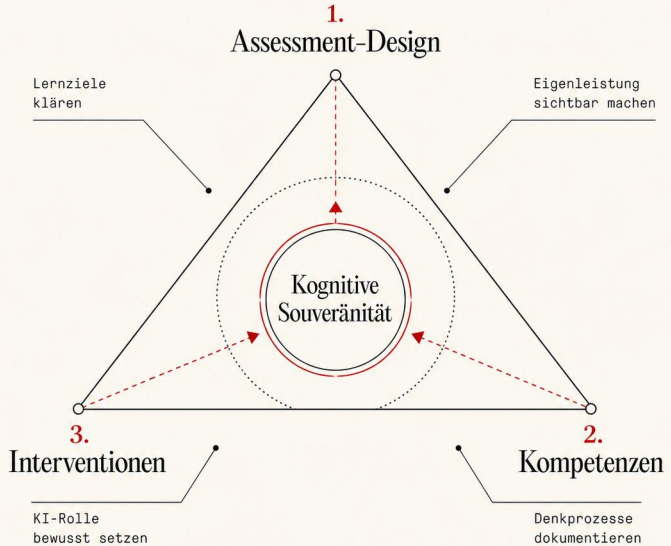 1.
Assessment-Design
Lernziele
klären
Eigenleistung
sichtbar machen
Kognitive
Souveränität
3.
Interventionen
2.
Kompetenzen
KI-Rolle
bewusst setzen
Denkprozesse
dokumentieren